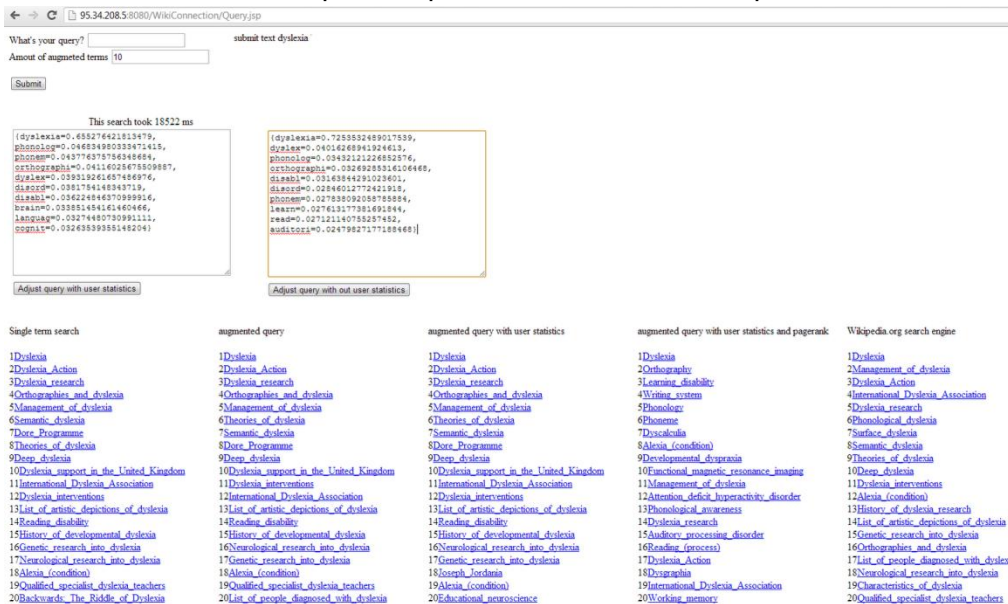 95.34.208.5:8080/WikiConnection/Query.jsp
What's your query?
submit text dyslexia
Amout of augmeted terms 10
Submit
This search took 18522 ms
{dyslexia=0.655276421813479,
phonolog=0.046834980333471415,
phonem=0.043776375756348684,
orthographi=0.04116025675509887,
dyslex=0.039319261657486976,
disord=0.0381754148343719,
disabl=0.036224846370999916,
brain=0.033851454161460466,
languag=0.03274480730991111,
cognit=0.03263539355145204}
{dyslexia=0.7253532489017539,
dyslex=0.04016268941924613,
phonolog=0.03432121226852576,
orthographi=0.03269285316106468,
disabl=0.03163844291023601,
disord=0.02846012772421918,
phonem=0.027838092058785884,
learn=0.027613177381691844,
read=0.027121140755257452,
auditori=0.02479827177188468}
Adjust query with user statistics
Adjust query with out user statistics
Single term search
1Dyslexia
2Dyslexia_Action
3Dyslexia_research
4Orthographies_and_dyslexia
5Management_of_dyslexia
6Semantic_dyslexia
7Dore_Programme
8Theories_of_dyslexia
9Deep_dyslexia
10Dyslexia_support_in_the_United_Kingdom
11International_Dyslexia_Association
12Dyslexia_interventions
13List_of_artistic_depictions_of_dyslexia
14Reading_disability
15History_of_developmental_dyslexia
16Genetic_research_into_dyslexia
17Neurological_research_into_dyslexia
18Alexia_(condition)
19Qualified_specialist_dyslexia_teachers
20Backwards:_The_Riddle_of_Dyslexia
augmented query
1Dyslexia
2Dyslexia_Action
3Dyslexia_research
4Orthographies_and_dyslexia
5Management_of_dyslexia
6Theories_of_dyslexia
7Semantic_dyslexia
8Dore_Programme
9Deep_dyslexia
10Dyslexia_support_in_the_United_Kingdom
11Dyslexia_interventions
12International_Dyslexia_Association
13List_of_artistic_depictions_of_dyslexia
14Reading_disability
15History_of_developmental_dyslexia
16Neurological_research_into_dyslexia
17Genetic_research_into_dyslexia
18Alexia_(condition)
19Qualified_specialist_dyslexia_teachers
20List_of_people_diagnosed_with_dyslexia
augmented query with user statistics
1Dyslexia
2Dyslexia_Action
3Dyslexia_research
4Orthographies_and_dyslexia
5Management_of_dyslexia
6Theories_of_dyslexia
7Semantic_dyslexia
8Dore_Programme
9Deep_dyslexia
10Dyslexia_support_in_the_United_Kingdom
11International_Dyslexia_Association
12Dyslexia_interventions
13List_of_artistic_depictions_of_dyslexia
14Reading_disability
15History_of_developmental_dyslexia
16Neurological_research_into_dyslexia
17Genetic_research_into_dyslexia
18Joseph_Jordania
19Alexia_(condition)
20Educational_neuroscience
augmented query with user statistics and pagerank
1Dyslexia
2Orthography
3Learning_disability
4Writing_system
5Phonology
6Phoneme
7Dyscalculia
8Alexia_(condition)
9Developmental_dyspraxia
10Functional_magnetic_resonance_imaging
11Management_of_dyslexia
12Attention_deficit_hyperactivity_disorder
13Phonological_awareness
14Dyslexia_research
15Auditory_processing_disorder
16Reading_(process)
17Dyslexia_Action
18Dysgraphia
19International_Dyslexia_Association
20Working_memory
Wikipedia.org search engine
1Dyslexia
2Management_of_dyslexia
3Dyslexia_Action
4International_Dyslexia_Association
5Dyslexia_research
6Phonological_dyslexia
7Surface_dyslexia
8Semantic_dyslexia
9Theories_of_dyslexia
10Deep_dyslexia
11Dyslexia_interventions
12Alexia_(condition)
13History_of_dyslexia_research
14List_of_artistic_depictions_of_dyslexia
15Genetic_research_into_dyslexia
16Orthographies_and_dyslexia
17List_of_people_diagnosed_with_dyslex
18Neurological_research_into_dyslexia
19Characteristics_of_dyslexia
20Qualified_specialist_dyslexia_teachers